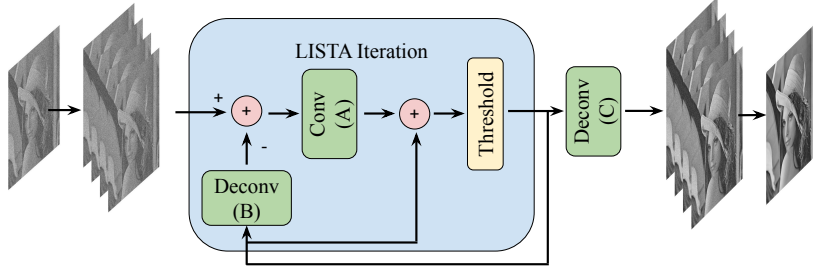 LISTA Iteration
+
+
Conv
(A)
+
Threshold
Deconv
(C)
-
Deconv
(B)